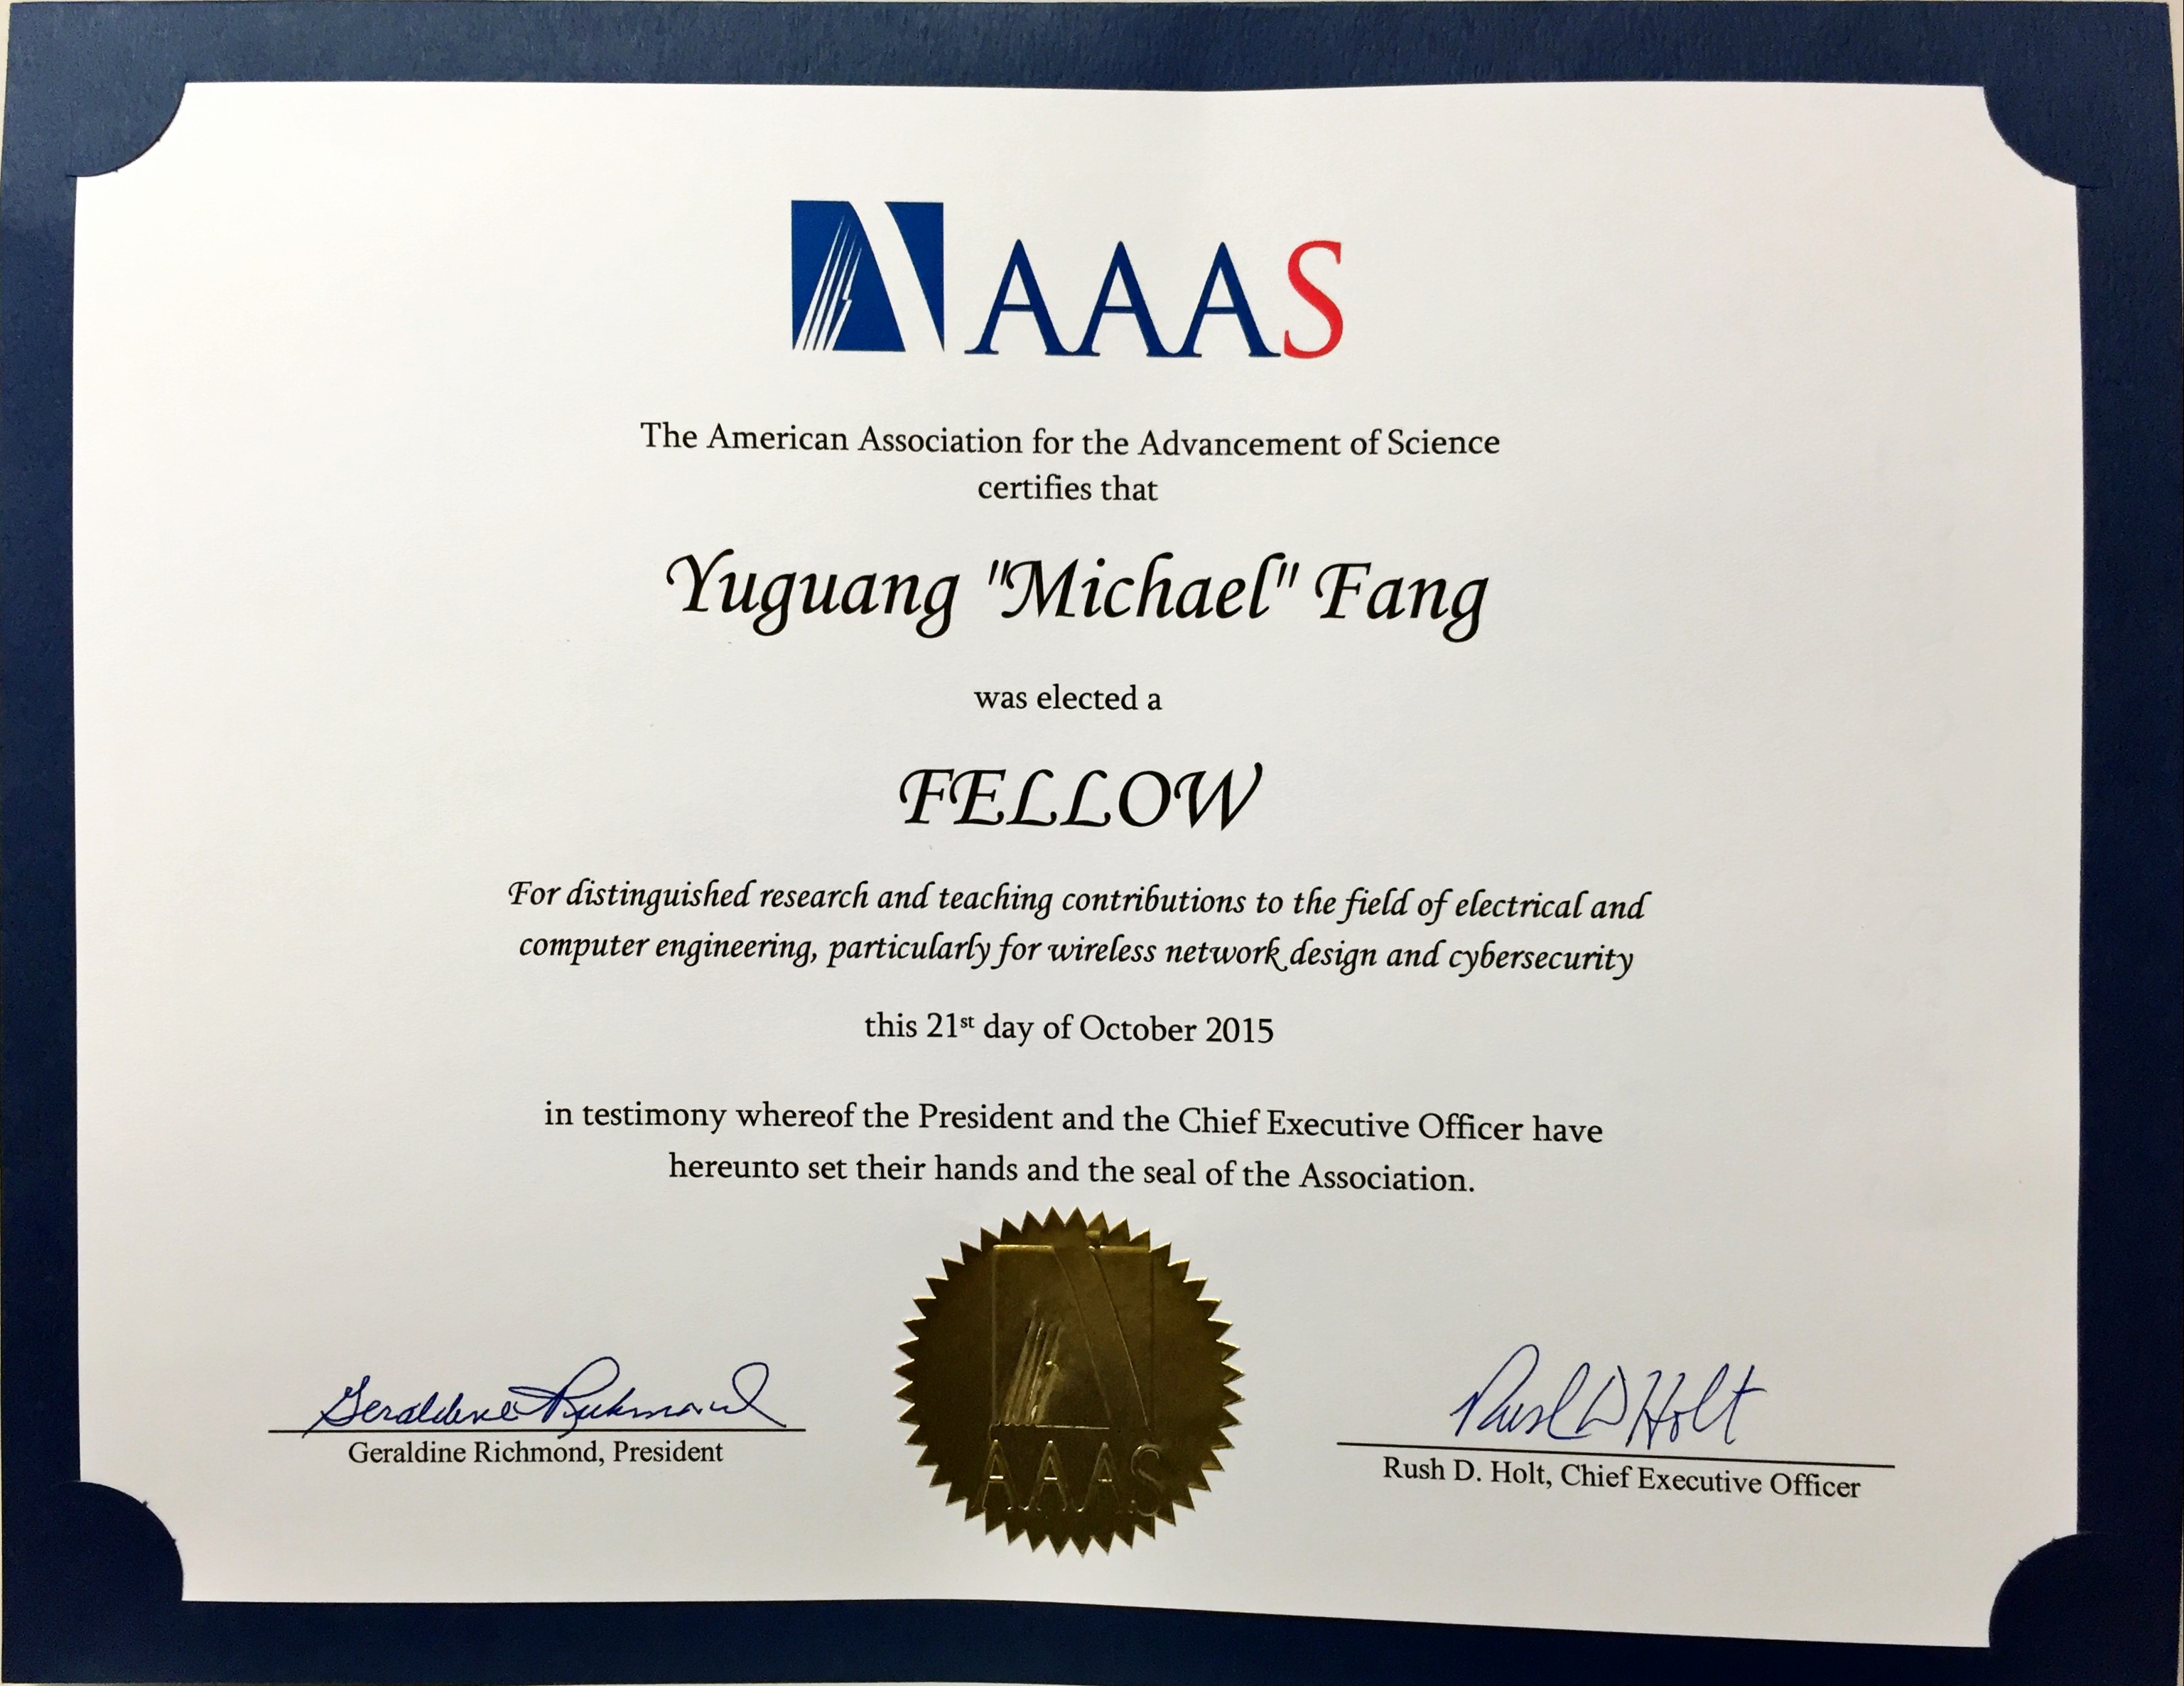 AAAS
The American Association for the Advancement of Science
certifies that
Yuguang "Michael" Fang
was elected a
FELLOW
For distinguished research and teaching contributions to the field of electrical and
computer engineering, particularly for wireless network design and cybersecurity
this 21st day of October 2015
in testimony whereof the President and the Chief Executive Officer have
hereunto set their hands and the seal of the Association.
Geraldine Richmond
Geraldine Richmond, President
AAAS
Rush D Holt
Rush D. Holt, Chief Executive Officer